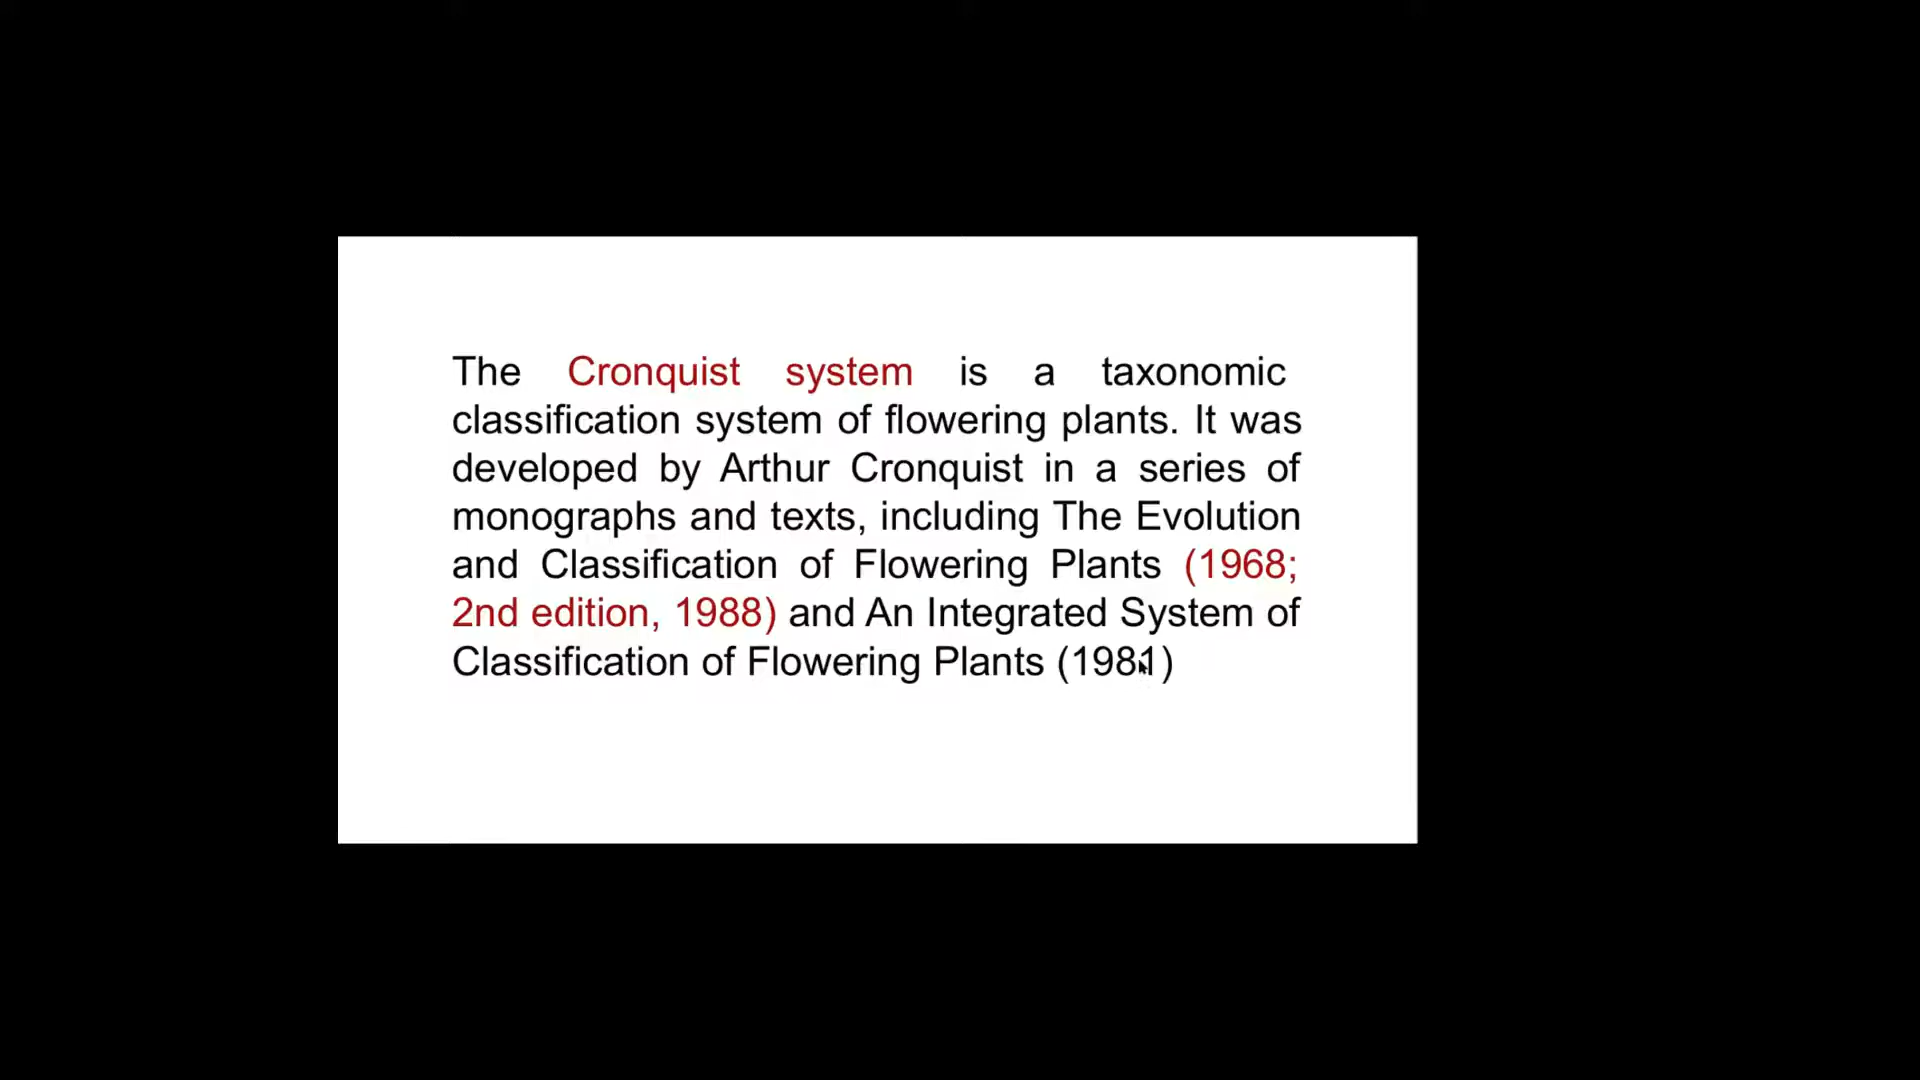 The Cronquist system is a taxonomic
classification system of flowering plants. It was
developed by Arthur Cronquist in a series of
monographs and texts, including The Evolution
and Classification of Flowering Plants (1968;
2nd edition, 1988) and An Integrated System of
Classification of Flowering Plants (1981)